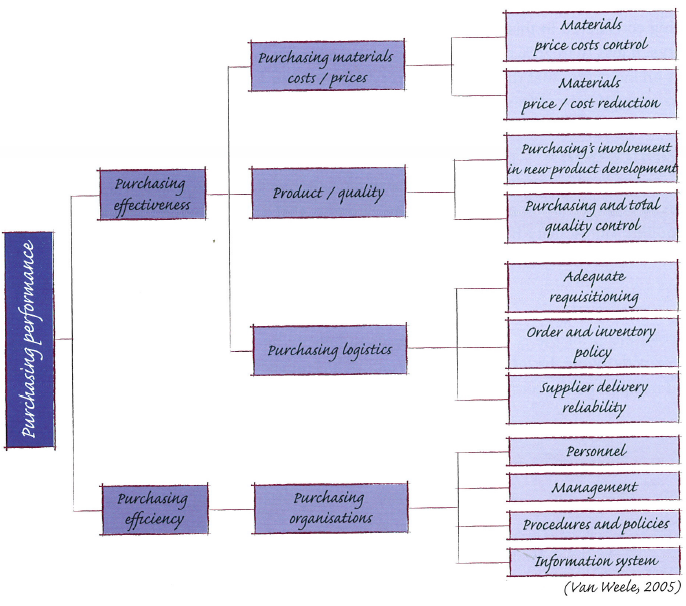 Purchasing performance
Purchasing
effectiveness
Purchasing materials
costs / prices
Materials
price costs control
Materials
price / cost reduction
Product / quality
Purchasing's involvement
in new product development
Purchasing and total
quality control
Purchasing logistics
Adequate
requisitioning
Order and inventory
policy
Supplier delivery
reliability
Purchasing
efficiency
Purchasing
organisations
Personnel
Management
Procedures and policies
Information system
(Van Weele, 2005)